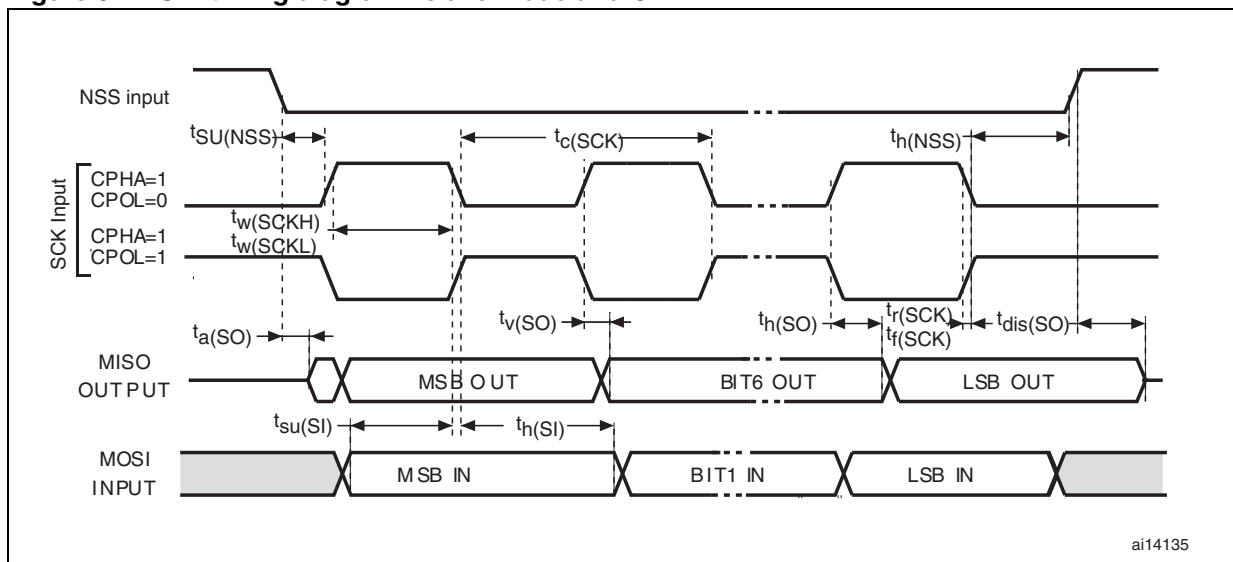 NSS input
tSU(NSS)
tc(SCK)
th(NSS)
SCK Input
CPHA=1
CPOL=0
tw(SCKH)
CPHA=1
tw(SCKL)
CPOL=1
ta(SO)
tv(SO)
th(SO)
tr(SCK)
tf(SCK)
tdis(SO)
MISO
OUTPUT
MSB OUT
BIT6 OUT
LSB OUT
tsu(SI)
th(SI)
MOSI
INPUT
MSB IN
BIT1 IN
LSB IN
ai14135